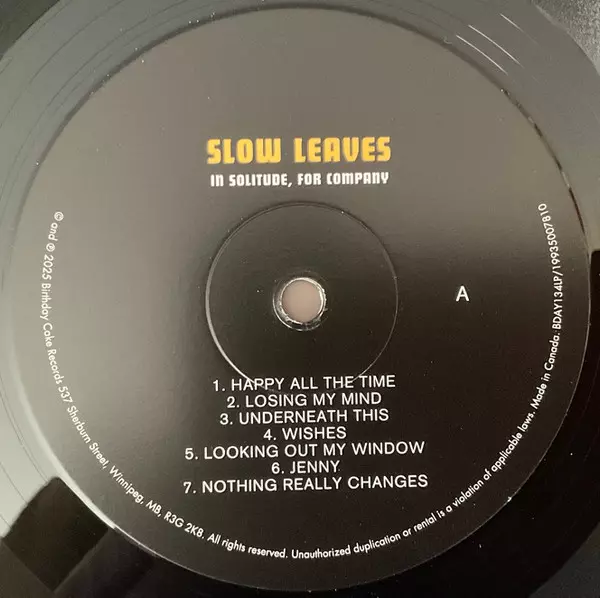 SLOW LEAVES
IN SOLITUDE, FOR COMPANY
A
1. HAPPY ALL THE TIME
2. LOSING MY MIND
3. UNDERNEATH THIS
4. WISHES
5. LOOKING OUT MY WINDOW
6. JENNY
7. NOTHING REALLY CHANGES
© and ℗ 2025 Birthday Cake Records 537 Sherburn Street, Winnipeg, MB, R3G 2K8. All rights reserved. Unauthorized duplication or rental is a violation of applicable laws. Made in Canada. BDAY134LP/19935007810